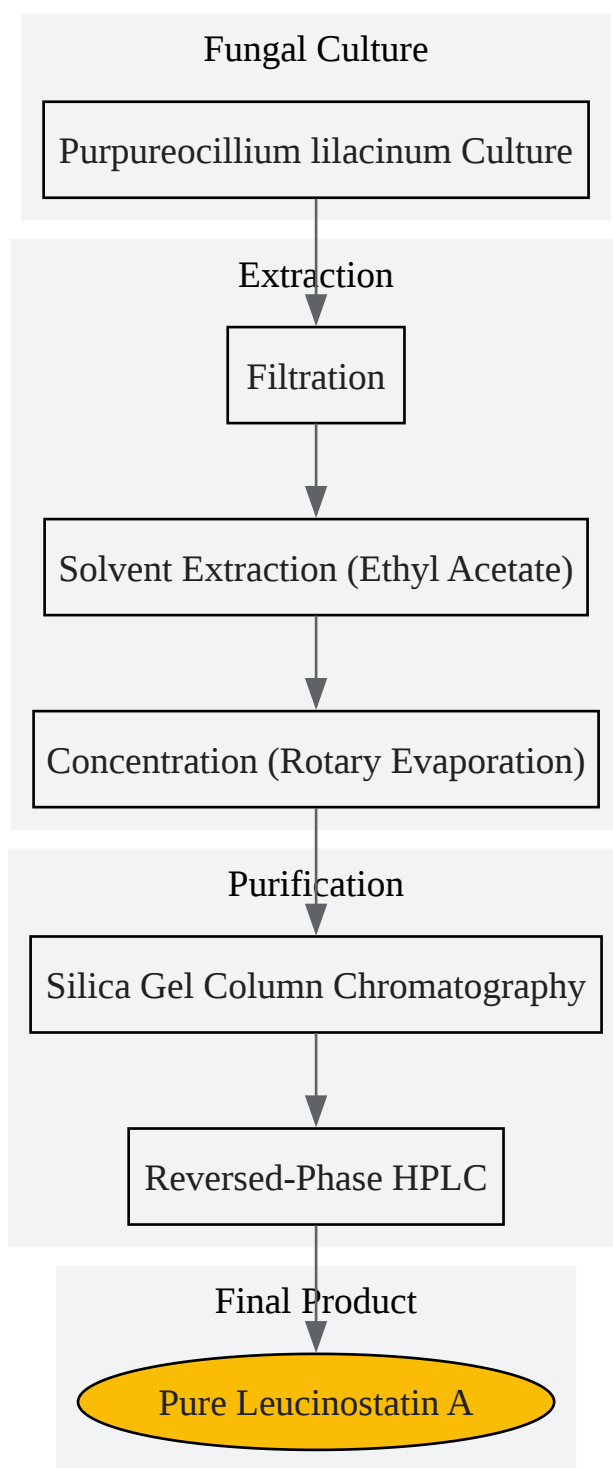 Fungal Culture
Purpureocillium lilacinum Culture
Extraction
Filtration
Solvent Extraction (Ethyl Acetate)
Concentration (Rotary Evaporation)
Purification
Silica Gel Column Chromatography
Reversed-Phase HPLC
Final Product
Pure Leucinostatin A